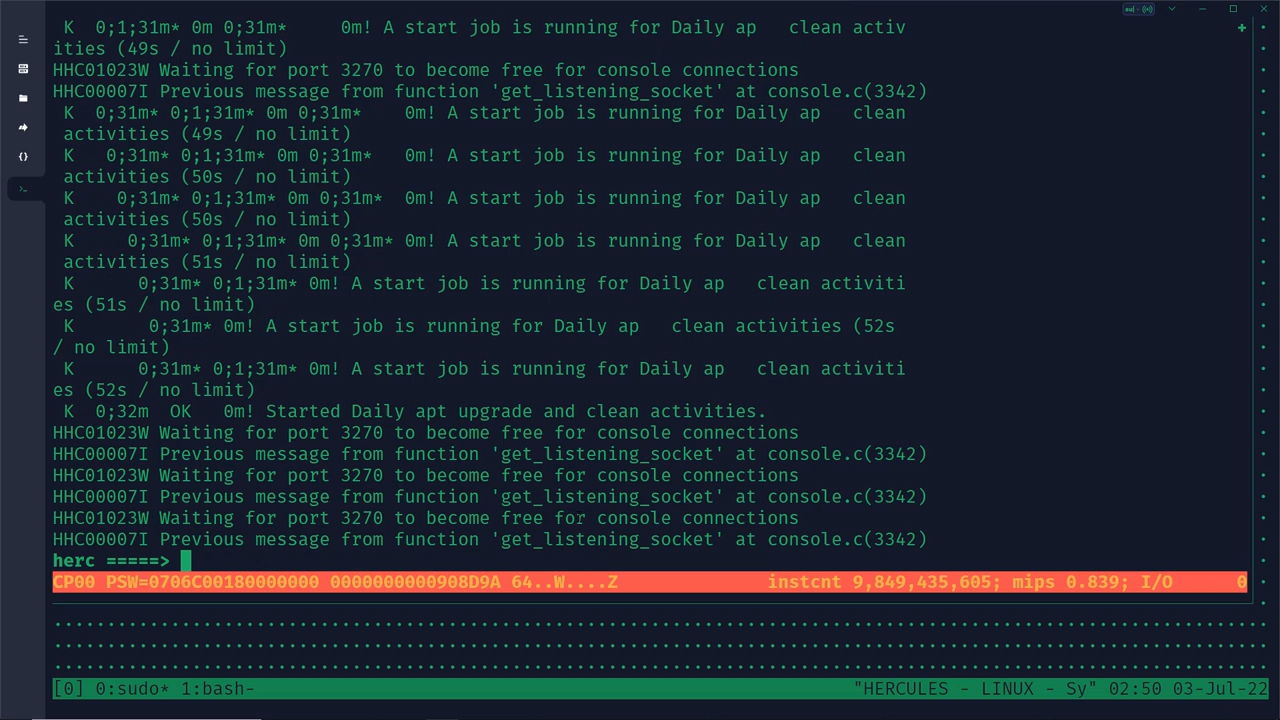 K  0;1;31m* 0m 0;31m*     0m! A start job is running for Daily ap   clean activ
ities (49s / no limit)
HHC01023W Waiting for port 3270 to become free for console connections
HHC00007I Previous message from function 'get_listening_socket' at console.c(3342)
K  0;31m* 0;1;31m* 0m 0;31m*    0m! A start job is running for Daily ap   clean
activities (49s / no limit)
K   0;31m* 0;1;31m* 0m 0;31m*   0m! A start job is running for Daily ap   clean
activities (50s / no limit)
K    0;31m* 0;1;31m* 0m 0;31m*  0m! A start job is running for Daily ap   clean
activities (50s / no limit)
K     0;31m* 0;1;31m* 0m 0;31m* 0m! A start job is running for Daily ap   clean
activities (51s / no limit)
K      0;31m* 0;1;31m* 0m! A start job is running for Daily ap   clean activiti
es (51s / no limit)
K       0;31m* 0m! A start job is running for Daily ap   clean activities (52s
/ no limit)
K      0;31m* 0;1;31m* 0m! A start job is running for Daily ap   clean activiti
es (52s / no limit)
K  0;32m  OK   0m! Started Daily apt upgrade and clean activities.
HHC01023W Waiting for port 3270 to become free for console connections
HHC00007I Previous message from function 'get_listening_socket' at console.c(3342)
HHC01023W Waiting for port 3270 to become free for console connections
HHC00007I Previous message from function 'get_listening_socket' at console.c(3342)
HHC01023W Waiting for port 3270 to become free for console connections
HHC00007I Previous message from function 'get_listening_socket' at console.c(3342)
herc =====>
CP00 PSW=0706C00180000000 0000000000908D9A 64..W....Z              instcnt 9,849,435,605; mips 0.839; I/O      0
[0] 0:sudo* 1:bash-    "HERCULES - LINUX - Sy" 02:50 03-Jul-22